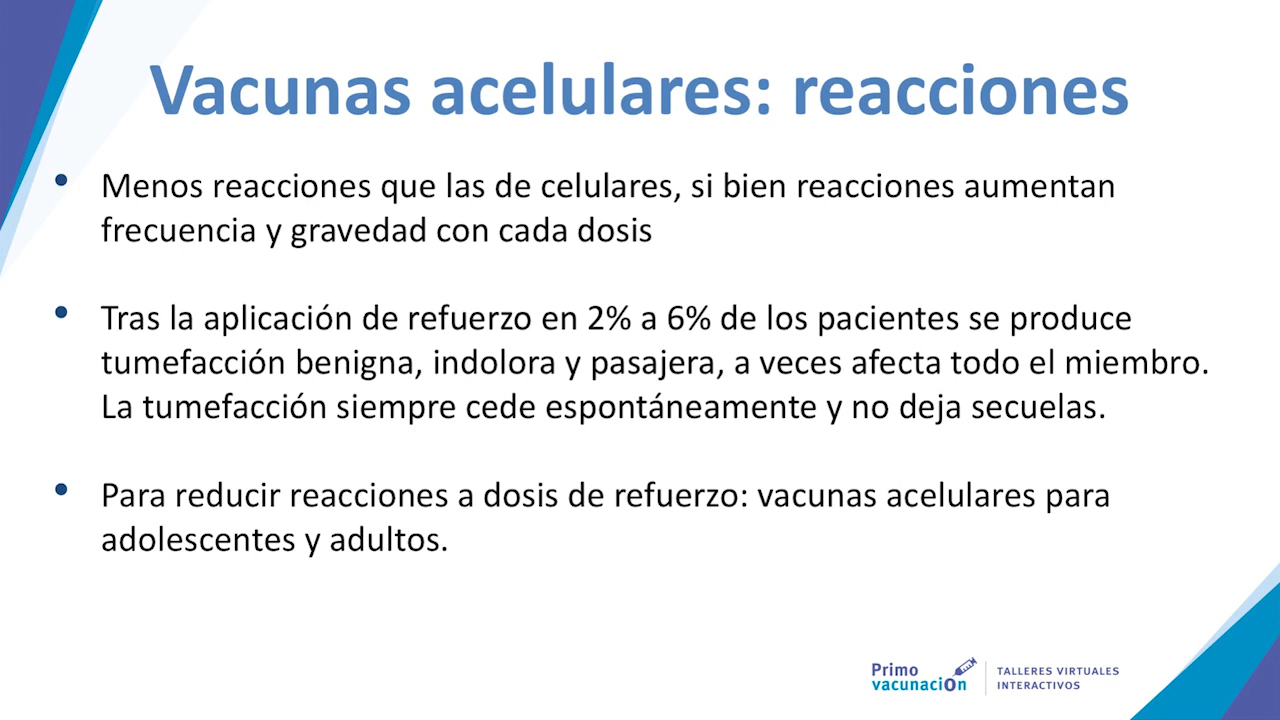 Vacunas acelulares: reacciones
• Menos reacciones que las de celulares, si bien reacciones aumentan
frecuencia y gravedad con cada dosis
• Tras la aplicación de refuerzo en 2% a 6% de los pacientes se produce
tumefacción benigna, indolora y pasajera, a veces afecta todo el miembro.
La tumefacción siempre cede espontáneamente y no deja secuelas.
• Para reducir reacciones a dosis de refuerzo: vacunas acelulares para
adolescentes y adultos.
Primo
vacunación
TALLERES VIRTUALES
INTERACTIVOS